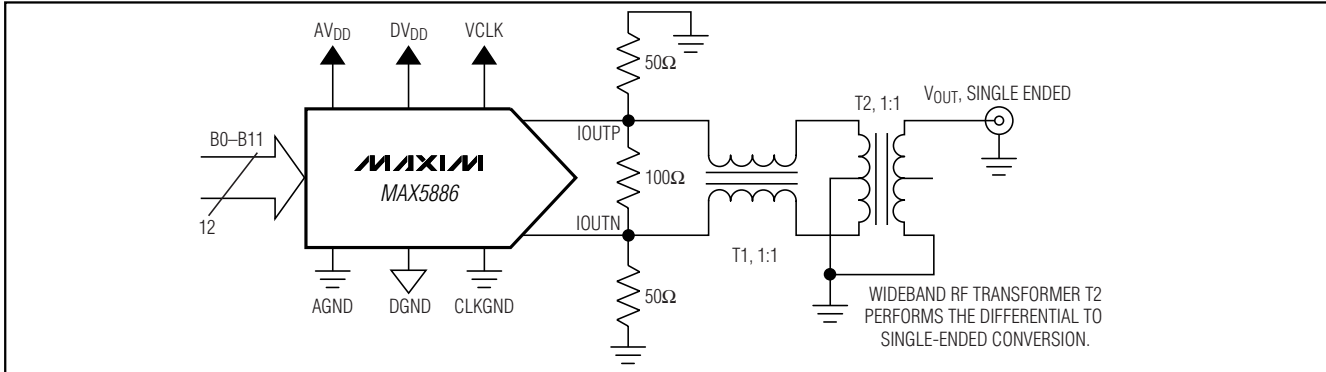 AVDD
DVDD
VCLK
50Ω
VOUT, SINGLE ENDED
T2, 1:1
B0–B11
IOUTP
MAXIM
MAX5886
100Ω
12
IOUTN
T1, 1:1
AGND
DGND
CLKGND
50Ω
WIDEBAND RF TRANSFORMER T2
PERFORMS THE DIFFERENTIAL TO
SINGLE-ENDED CONVERSION.